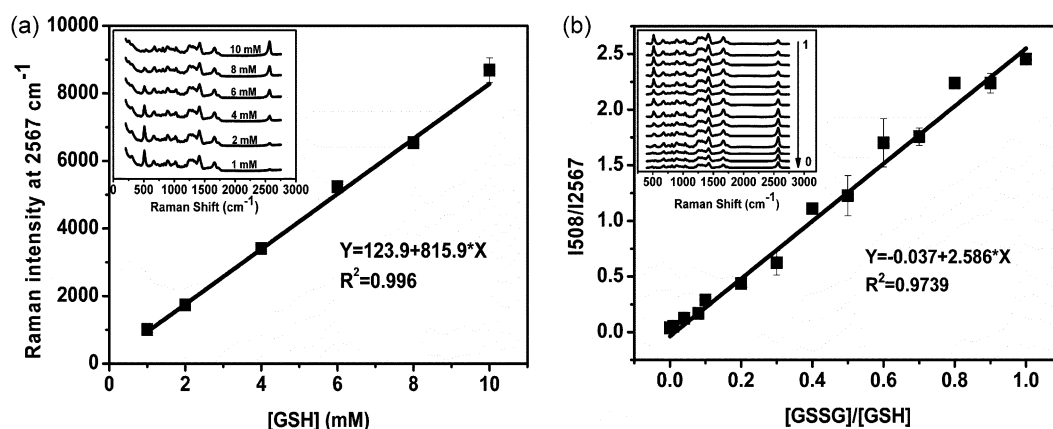 (a)
10000
8000
6000
4000
2000
0
Raman intensity at 2567 cm-1
10 mM
8 mM
6 mM
4 mM
2 mM
1 mM
0 500 1000 1500 2000 2500 3000
Raman Shift (cm-1)
Y=123.9+815.9*X
R2=0.996
0 2 4 6 8 10
[GSH] (mM)
(b)
2.5
2.0
1.5
1.0
0.5
0.0
I508/I2567
1
0
500 1000 1500 2000 2500 3000
Raman Shift (cm-1)
Y=-0.037+2.586*X
R2=0.9739
0.0 0.2 0.4 0.6 0.8 1.0
[GSSG]/[GSH]